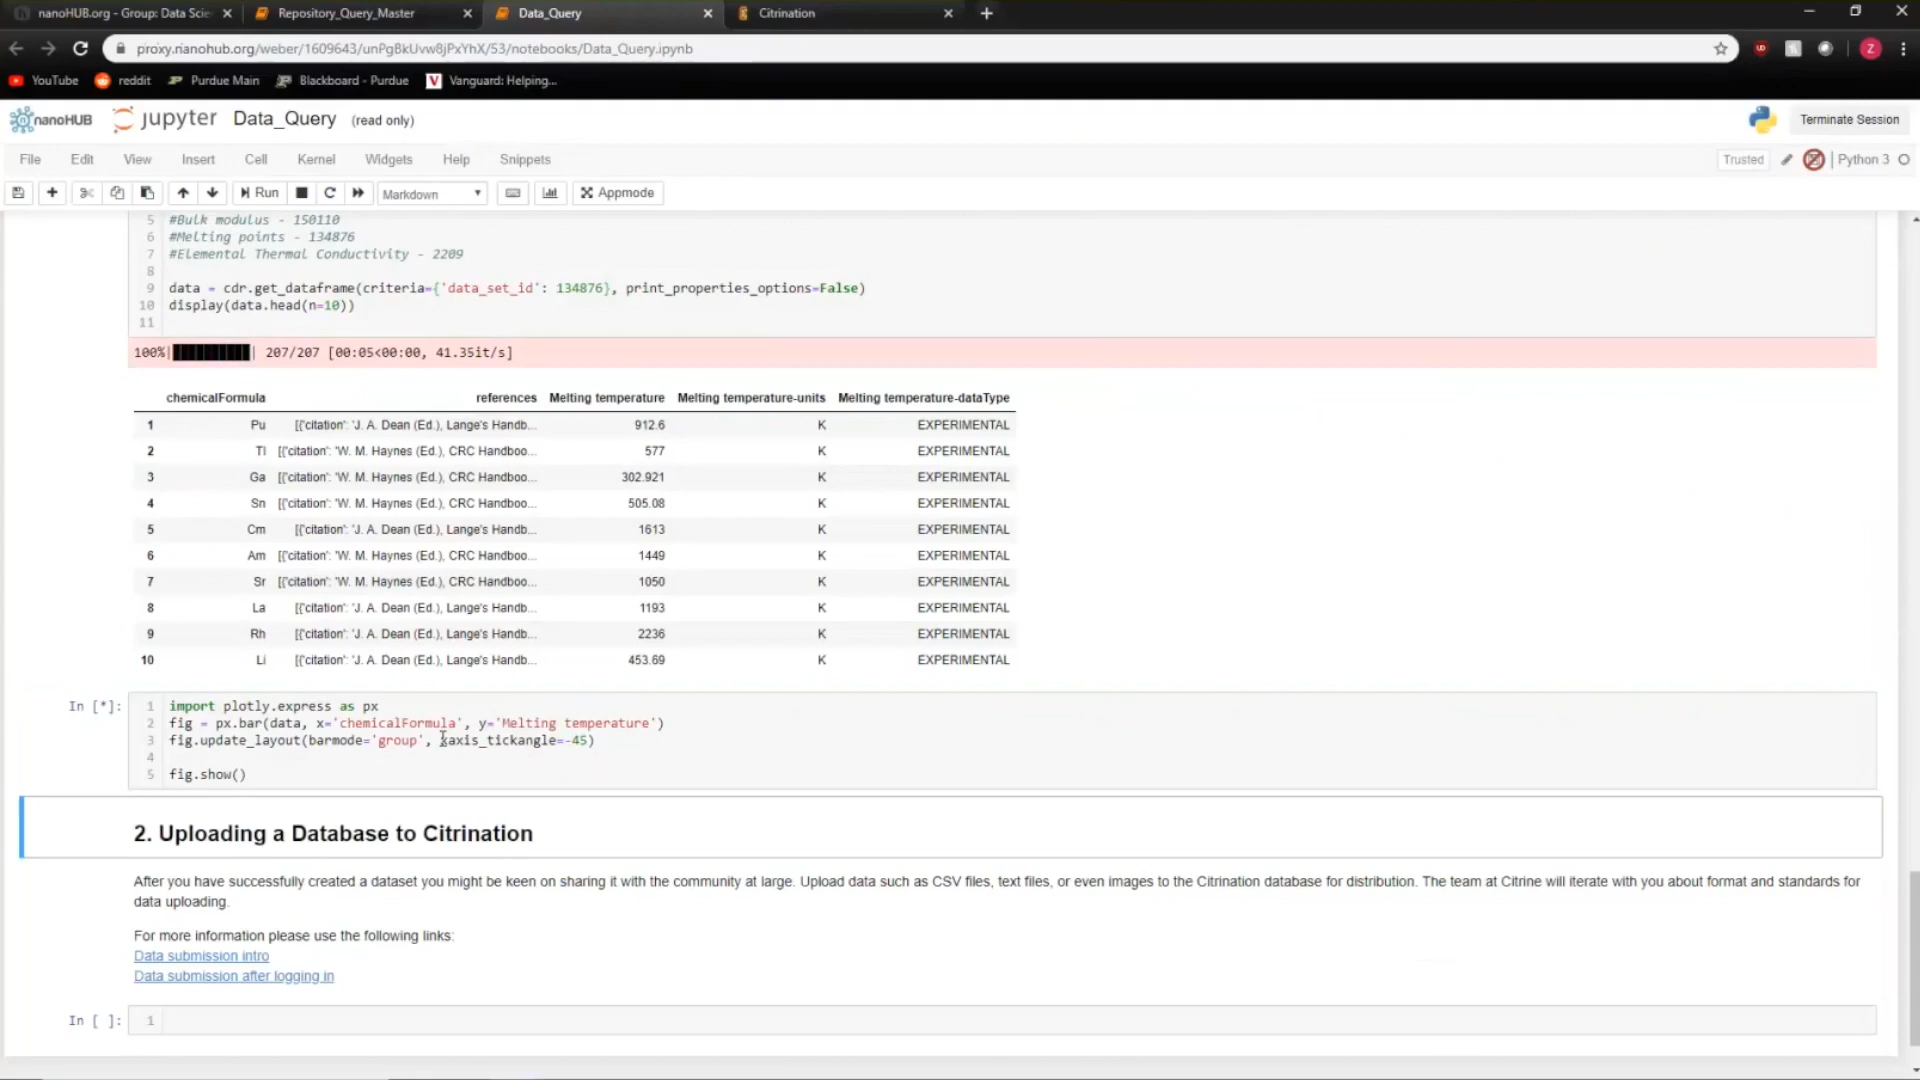 nanoHUB.org - Group: Data Scie
Repository_Query_Master
Data_Query
Citrination
proxy.nanohub.org/weber/1609643/unPgBkUvw8jPxYhX/53/notebooks/Data_Query.ipynb
YouTube reddit Purdue Main Blackboard - Purdue Vanguard: Helping...
nanoHUB jupyter Data_Query (read only) Terminate Session
File Edit View Insert Cell Kernel Widgets Help Snippets Trusted Python 3
Run Markdown Appmode
5 #Bulk modulus - 150110
6 #Melting points - 134876
7 #Elemental Thermal Conductivity - 2209
8
9 data = cdr.get_dataframe(criteria={'data_set_id': 134876}, print_properties_options=False)
10 display(data.head(n=10))
11
100%| | 207/207 [00:05<00:00, 41.35it/s]
chemicalFormula references Melting temperature Melting temperature-units Melting temperature-dataType
1 Pu [{'citation': 'J. A. Dean (Ed.), Lange's Handb... 912.6 K EXPERIMENTAL
2 Tl [{'citation': 'W. M. Haynes (Ed.), CRC Handboo... 577 K EXPERIMENTAL
3 Ga [{'citation': 'W. M. Haynes (Ed.), CRC Handboo... 302.921 K EXPERIMENTAL
4 Sn [{'citation': 'W. M. Haynes (Ed.), CRC Handboo... 505.08 K EXPERIMENTAL
5 Cm [{'citation': 'J. A. Dean (Ed.), Lange's Handb... 1613 K EXPERIMENTAL
6 Am [{'citation': 'W. M. Haynes (Ed.), CRC Handboo... 1449 K EXPERIMENTAL
7 Sr [{'citation': 'W. M. Haynes (Ed.), CRC Handboo... 1050 K EXPERIMENTAL
8 La [{'citation': 'J. A. Dean (Ed.), Lange's Handb... 1193 K EXPERIMENTAL
9 Rh [{'citation': 'J. A. Dean (Ed.), Lange's Handb... 2236 K EXPERIMENTAL
10 Li [{'citation': 'J. A. Dean (Ed.), Lange's Handb... 453.69 K EXPERIMENTAL
In [*]: 1 import plotly.express as px
2 fig = px.bar(data, x='chemicalFormula', y='Melting temperature')
3 fig.update_layout(barmode='group', xaxis_tickangle=-45)
4
5 fig.show()
2. Uploading a Database to Citrination
After you have successfully created a dataset you might be keen on sharing it with the community at large. Upload data such as CSV files, text files, or even images to the Citrination database for distribution. The team at Citrine will iterate with you about format and standards for
data uploading.
For more information please use the following links:
Data submission intro
Data submission after logging in
In [ ]: 1